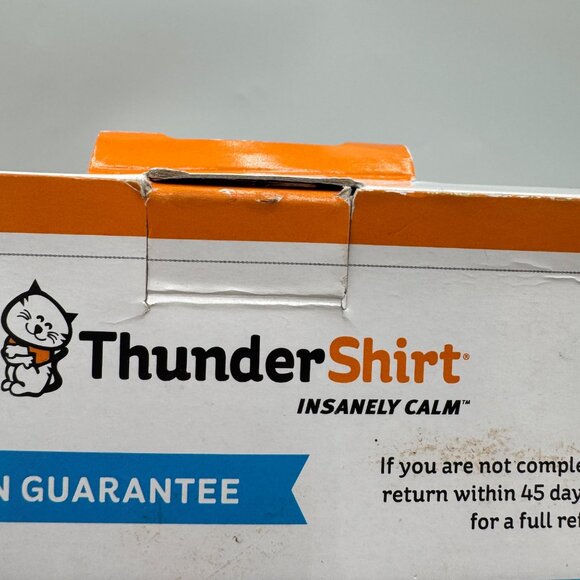 ThunderShirt®
INSANELY CALM™
N GUARANTEE
If you are not comple
return within 45 day
for a full ref